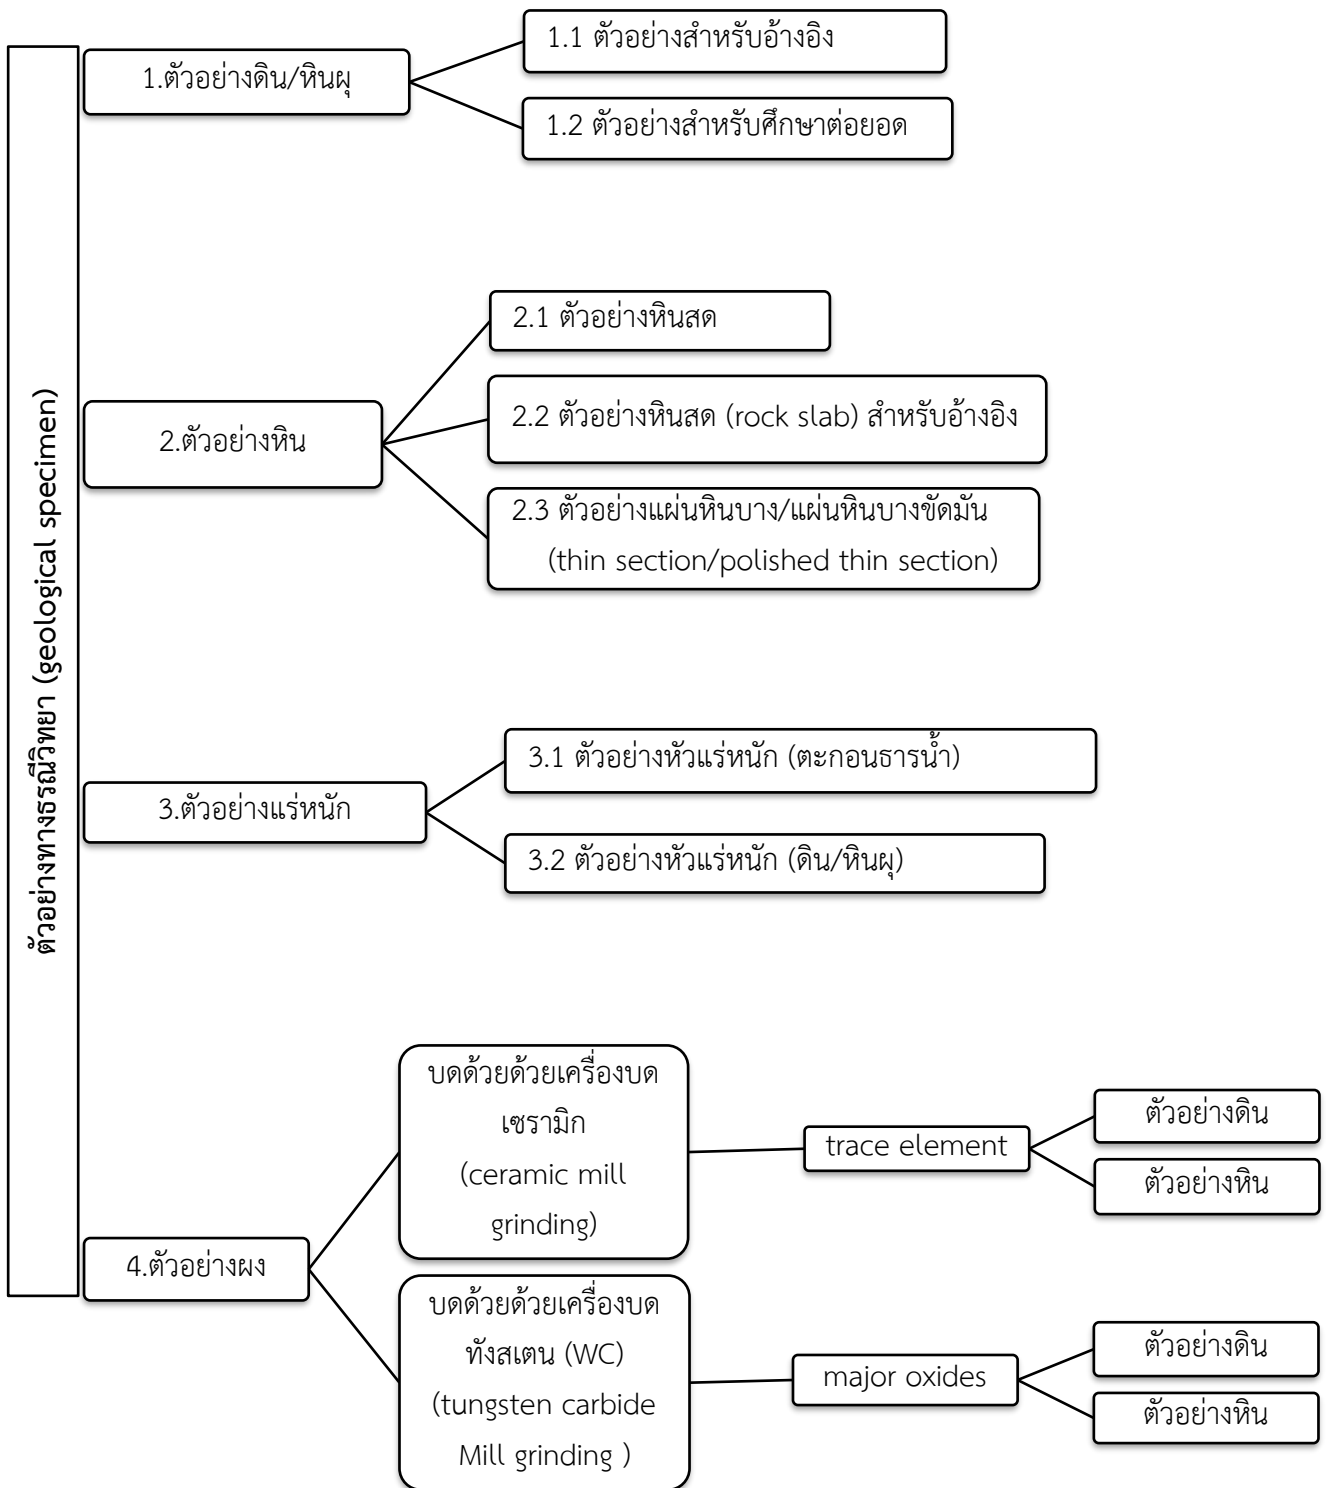 ตัวอย่างทางธรณีวิทยา (geological specimen)
1.ตัวอย่างดิน/หินผุ
1.1 ตัวอย่างสำหรับอ้างอิง
1.2 ตัวอย่างสำหรับศึกษาต่อยอด
2.ตัวอย่างหิน
2.1 ตัวอย่างหินสด
2.2 ตัวอย่างหินสด (rock slab) สำหรับอ้างอิง
2.3 ตัวอย่างแผ่นหินบาง/แผ่นหินบางขัดมัน
(thin section/polished thin section)
3.ตัวอย่างแร่หนัก
3.1 ตัวอย่างหัวแร่หนัก (ตะกอนธารน้ำ)
3.2 ตัวอย่างหัวแร่หนัก (ดิน/หินผุ)
4.ตัวอย่างผง
บดด้วยด้วยเครื่องบด
เซรามิก
(ceramic mill
grinding)
trace element
ตัวอย่างดิน
ตัวอย่างหิน
บดด้วยด้วยเครื่องบด
ทังสเตน (WC)
(tungsten carbide
Mill grinding )
major oxides
ตัวอย่างดิน
ตัวอย่างหิน